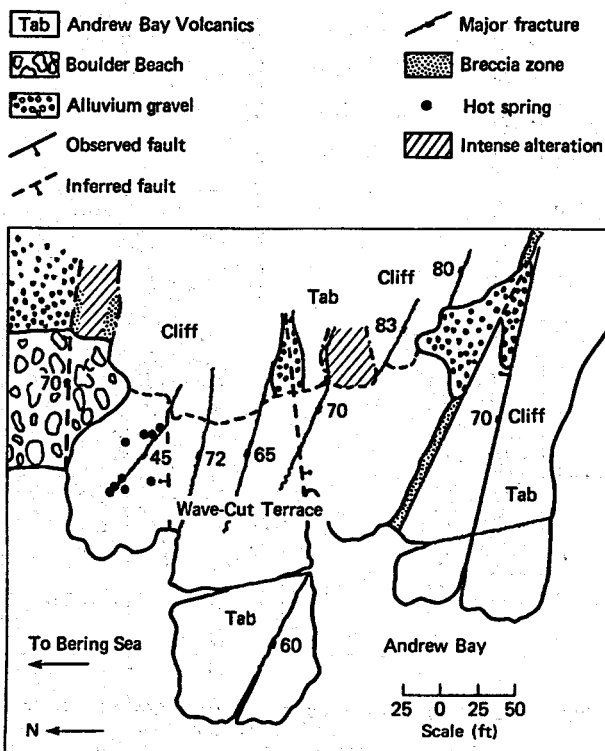 Tab Andrew Bay Volcanics
Boulder Beach
Alluvium gravel
Observed fault
Inferred fault
Major fracture
Breccia zone
Hot spring
Intense alteration
80
Cliff
Tab
Cliff
83
70
70
70
Cliff
45
72
65
Tab
Wave-Cut Terrace
Tab
60
To Bering Sea
Andrew Bay
25 0 25 50
N
Scale (ft)